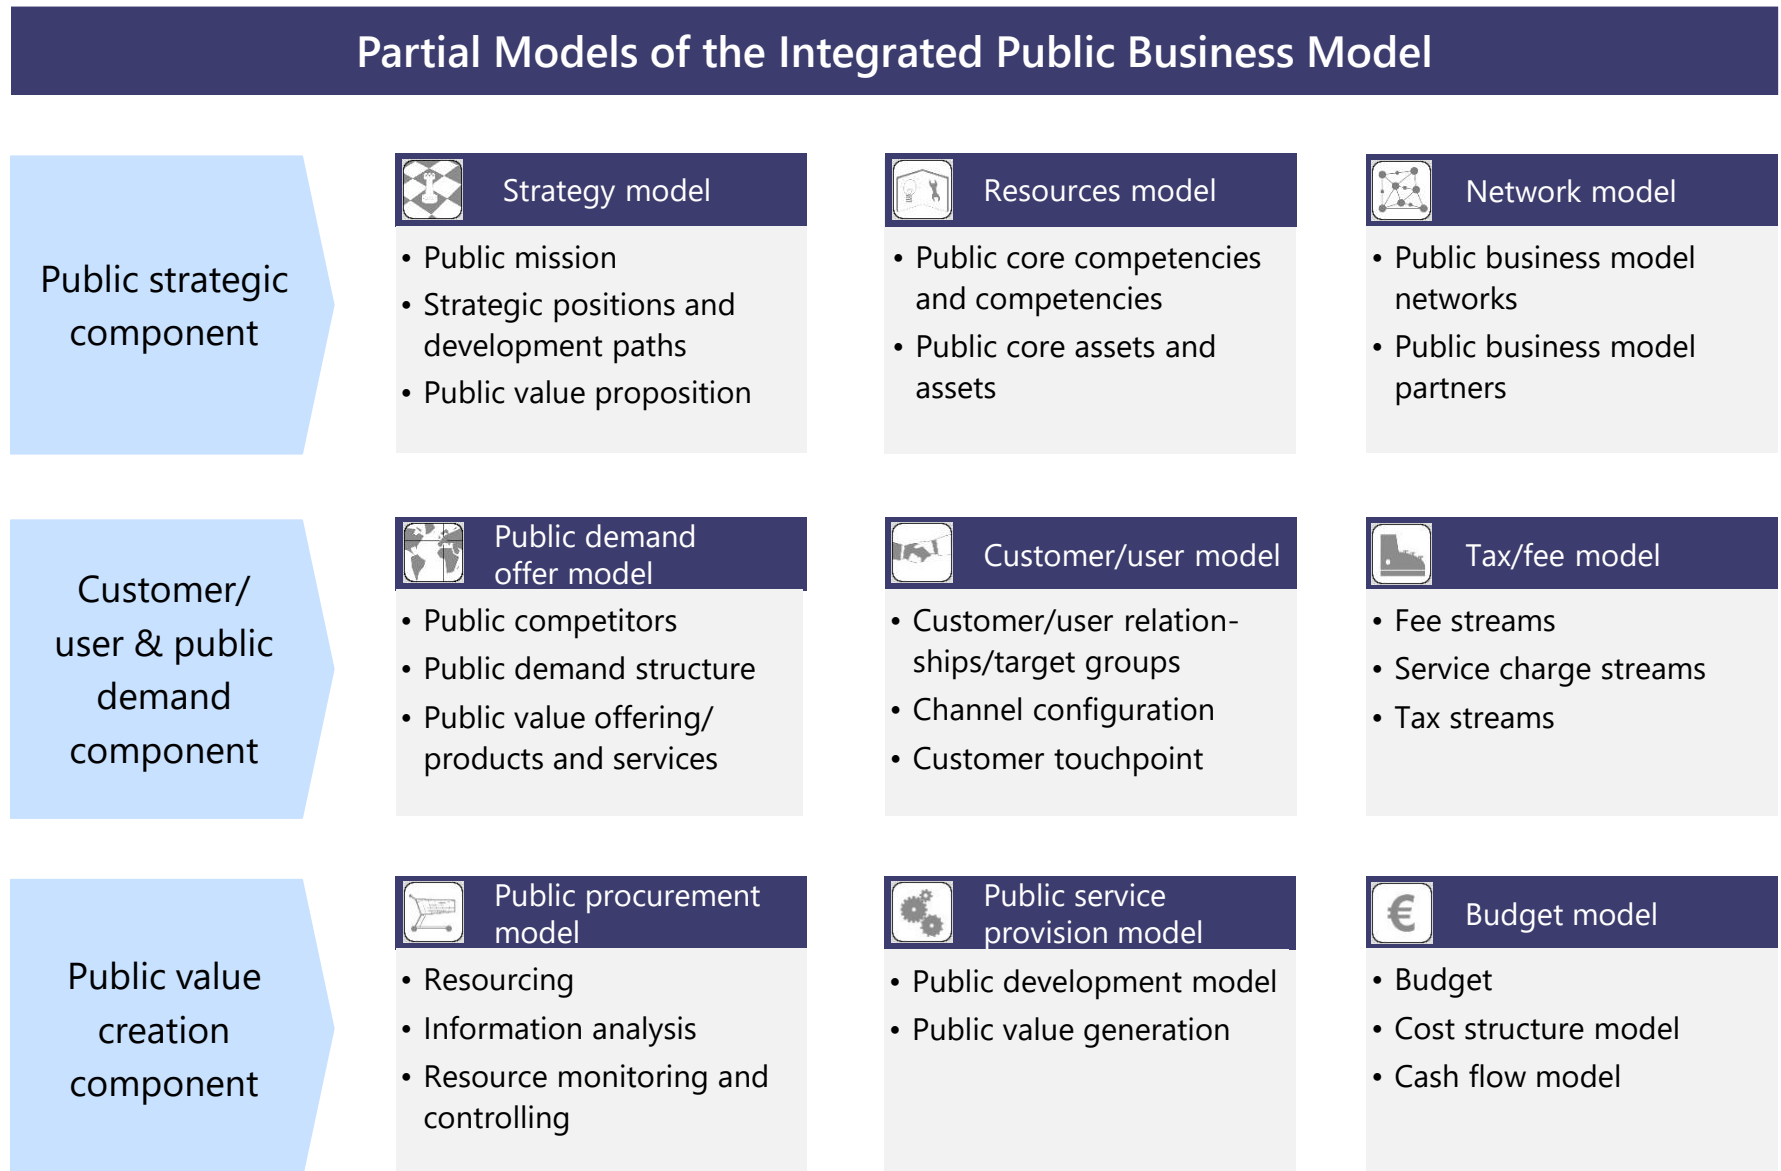 Partial Models of the Integrated Public Business Model
Public strategic
component
Strategy model
• Public mission
• Strategic positions and
development paths
• Public value proposition
Resources model
• Public core competencies
and competencies
• Public core assets and
assets
Network model
• Public business model
networks
• Public business model
partners
Customer/
user & public
demand
component
Public demand
offer model
• Public competitors
• Public demand structure
• Public value offering/
products and services
Customer/user model
• Customer/user relation-
ships/target groups
• Channel configuration
• Customer touchpoint
Tax/fee model
• Fee streams
• Service charge streams
• Tax streams
Public value
creation
component
Public procurement
model
• Resourcing
• Information analysis
• Resource monitoring and
controlling
Public service
provision model
• Public development model
• Public value generation
€
Budget model
• Budget
• Cost structure model
• Cash flow model